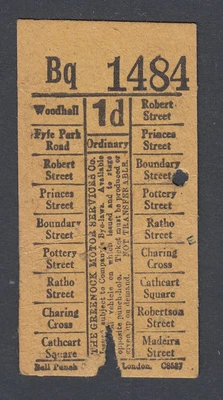 Bq 1484
Woodhall
Fyfe Park
Road
Robert
Street
Princes
Street
Boundary
Street
Pottery
Street
Ratho
Street
Charing
Cross
Cathcart
Square
1d
Ordinary
THE GREENOCK MOTOR SERVICES Co.
Issued subject to Company's Bye-laws. Available
on vehicle on which issued and to stage
opposite punch-hole. Ticket must be produced or
given up on demand. NOT TRANSFERABLE.
Robert
Street
Princes
Street
Boundary
Street
Pottery
Street
Ratho
Street
Charing
Cross
Cathcart
Square
Robertson
Street
Madeira
Street
Bell Punch London. C8587